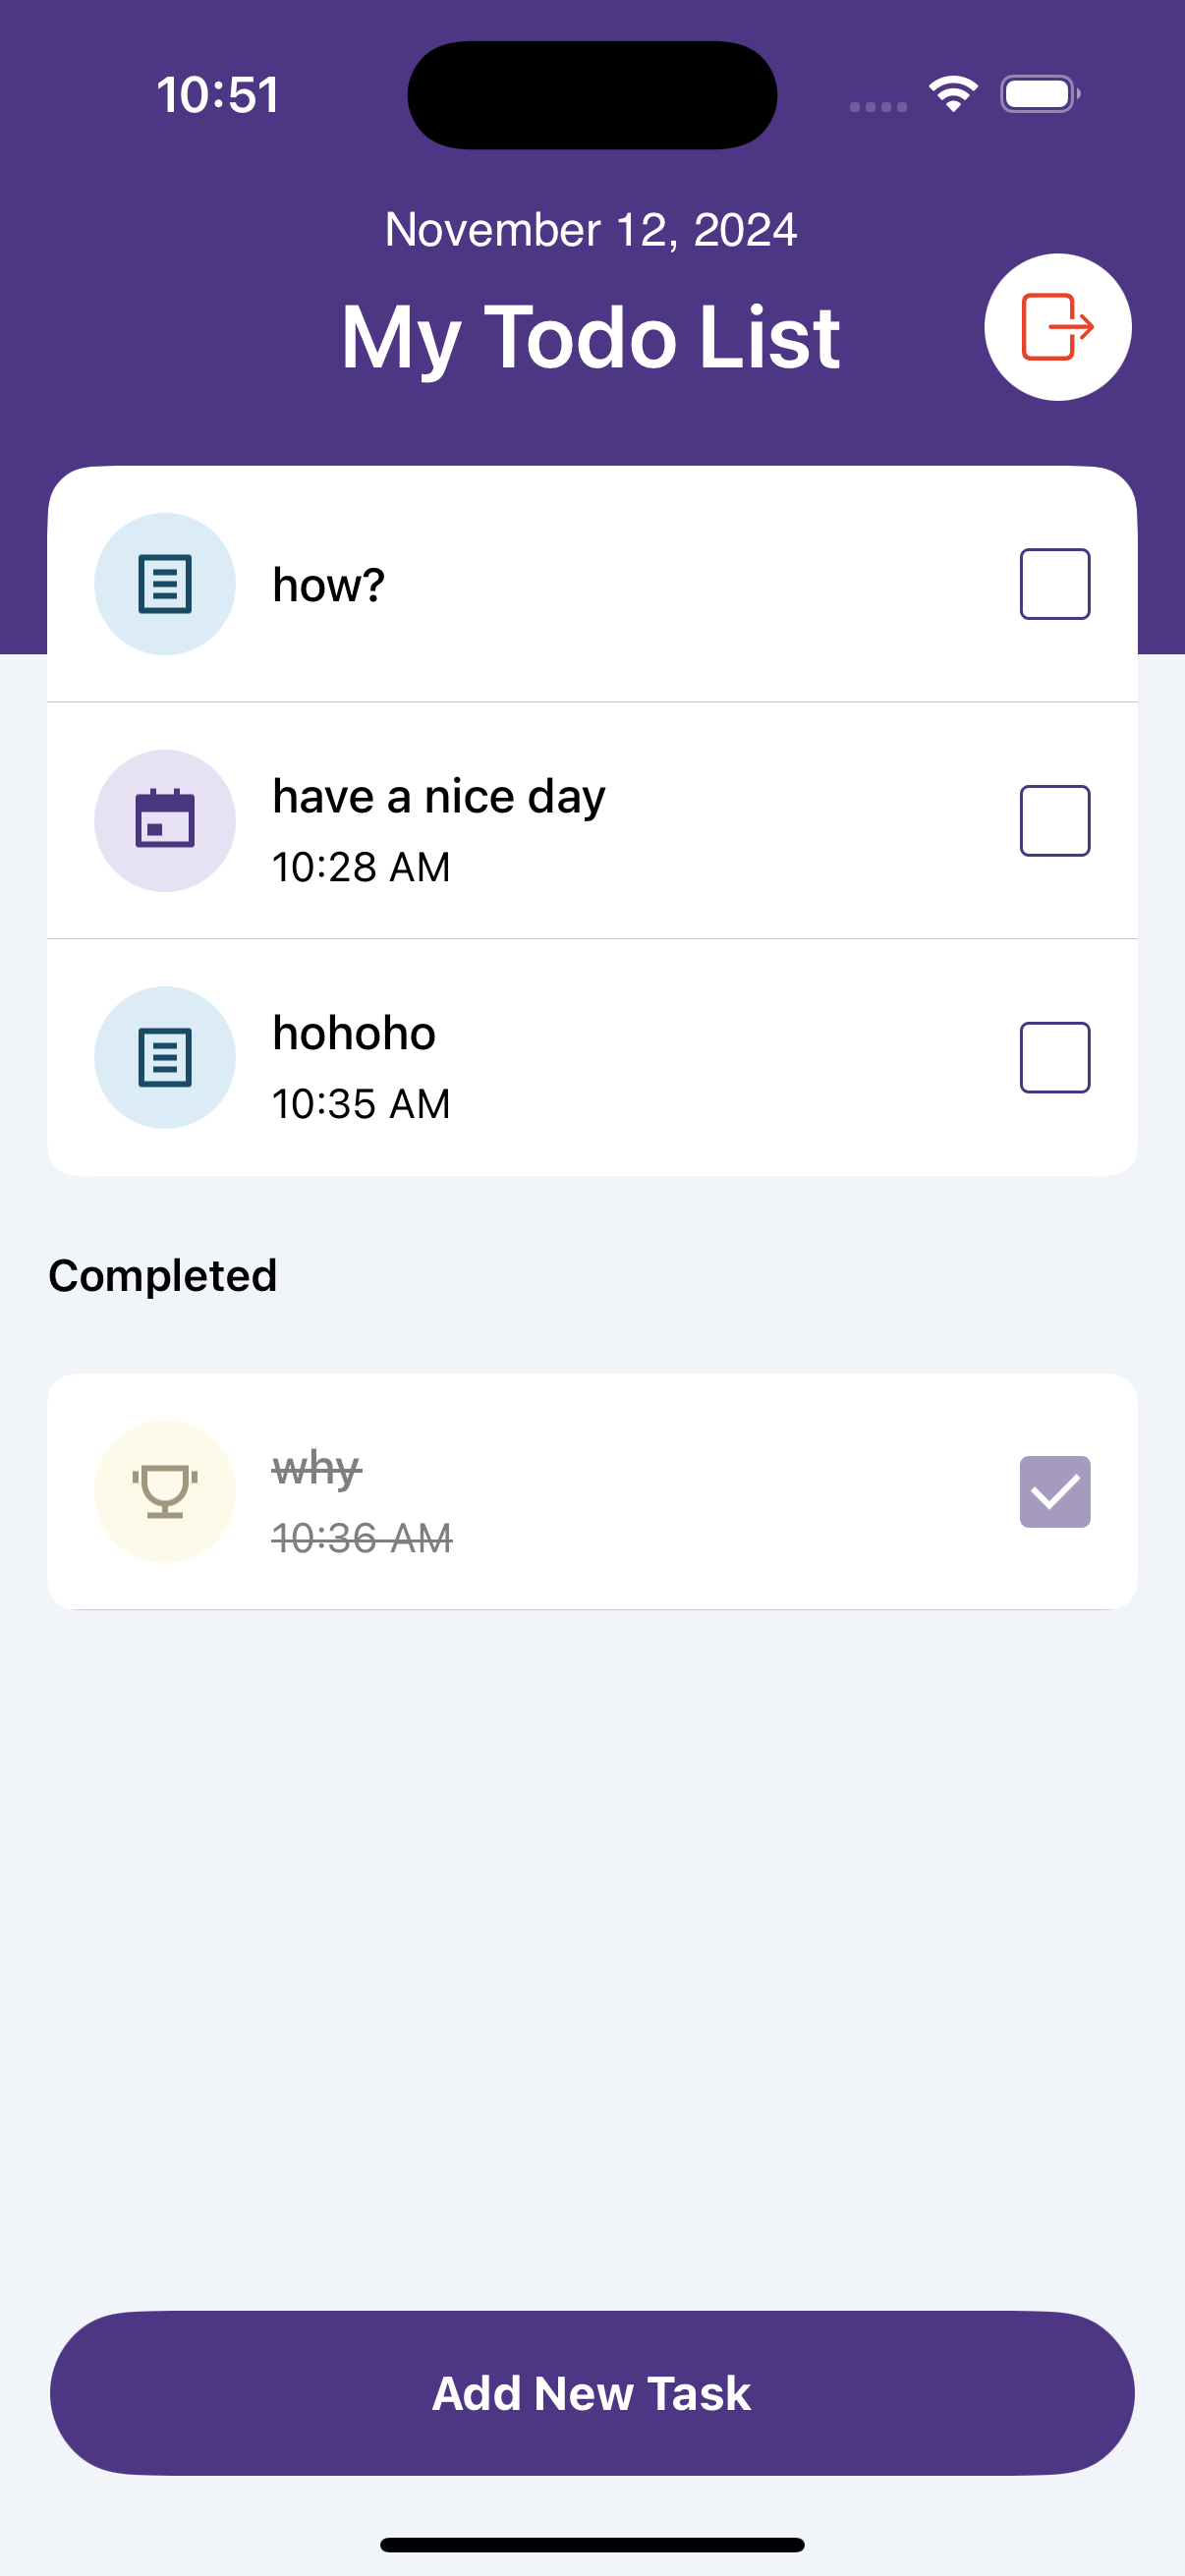 10:51
November 12, 2024
My Todo List
how?
have a nice day
10:28 AM
hohoho
10:35 AM
Completed
why
10:36 AM
Add New Task